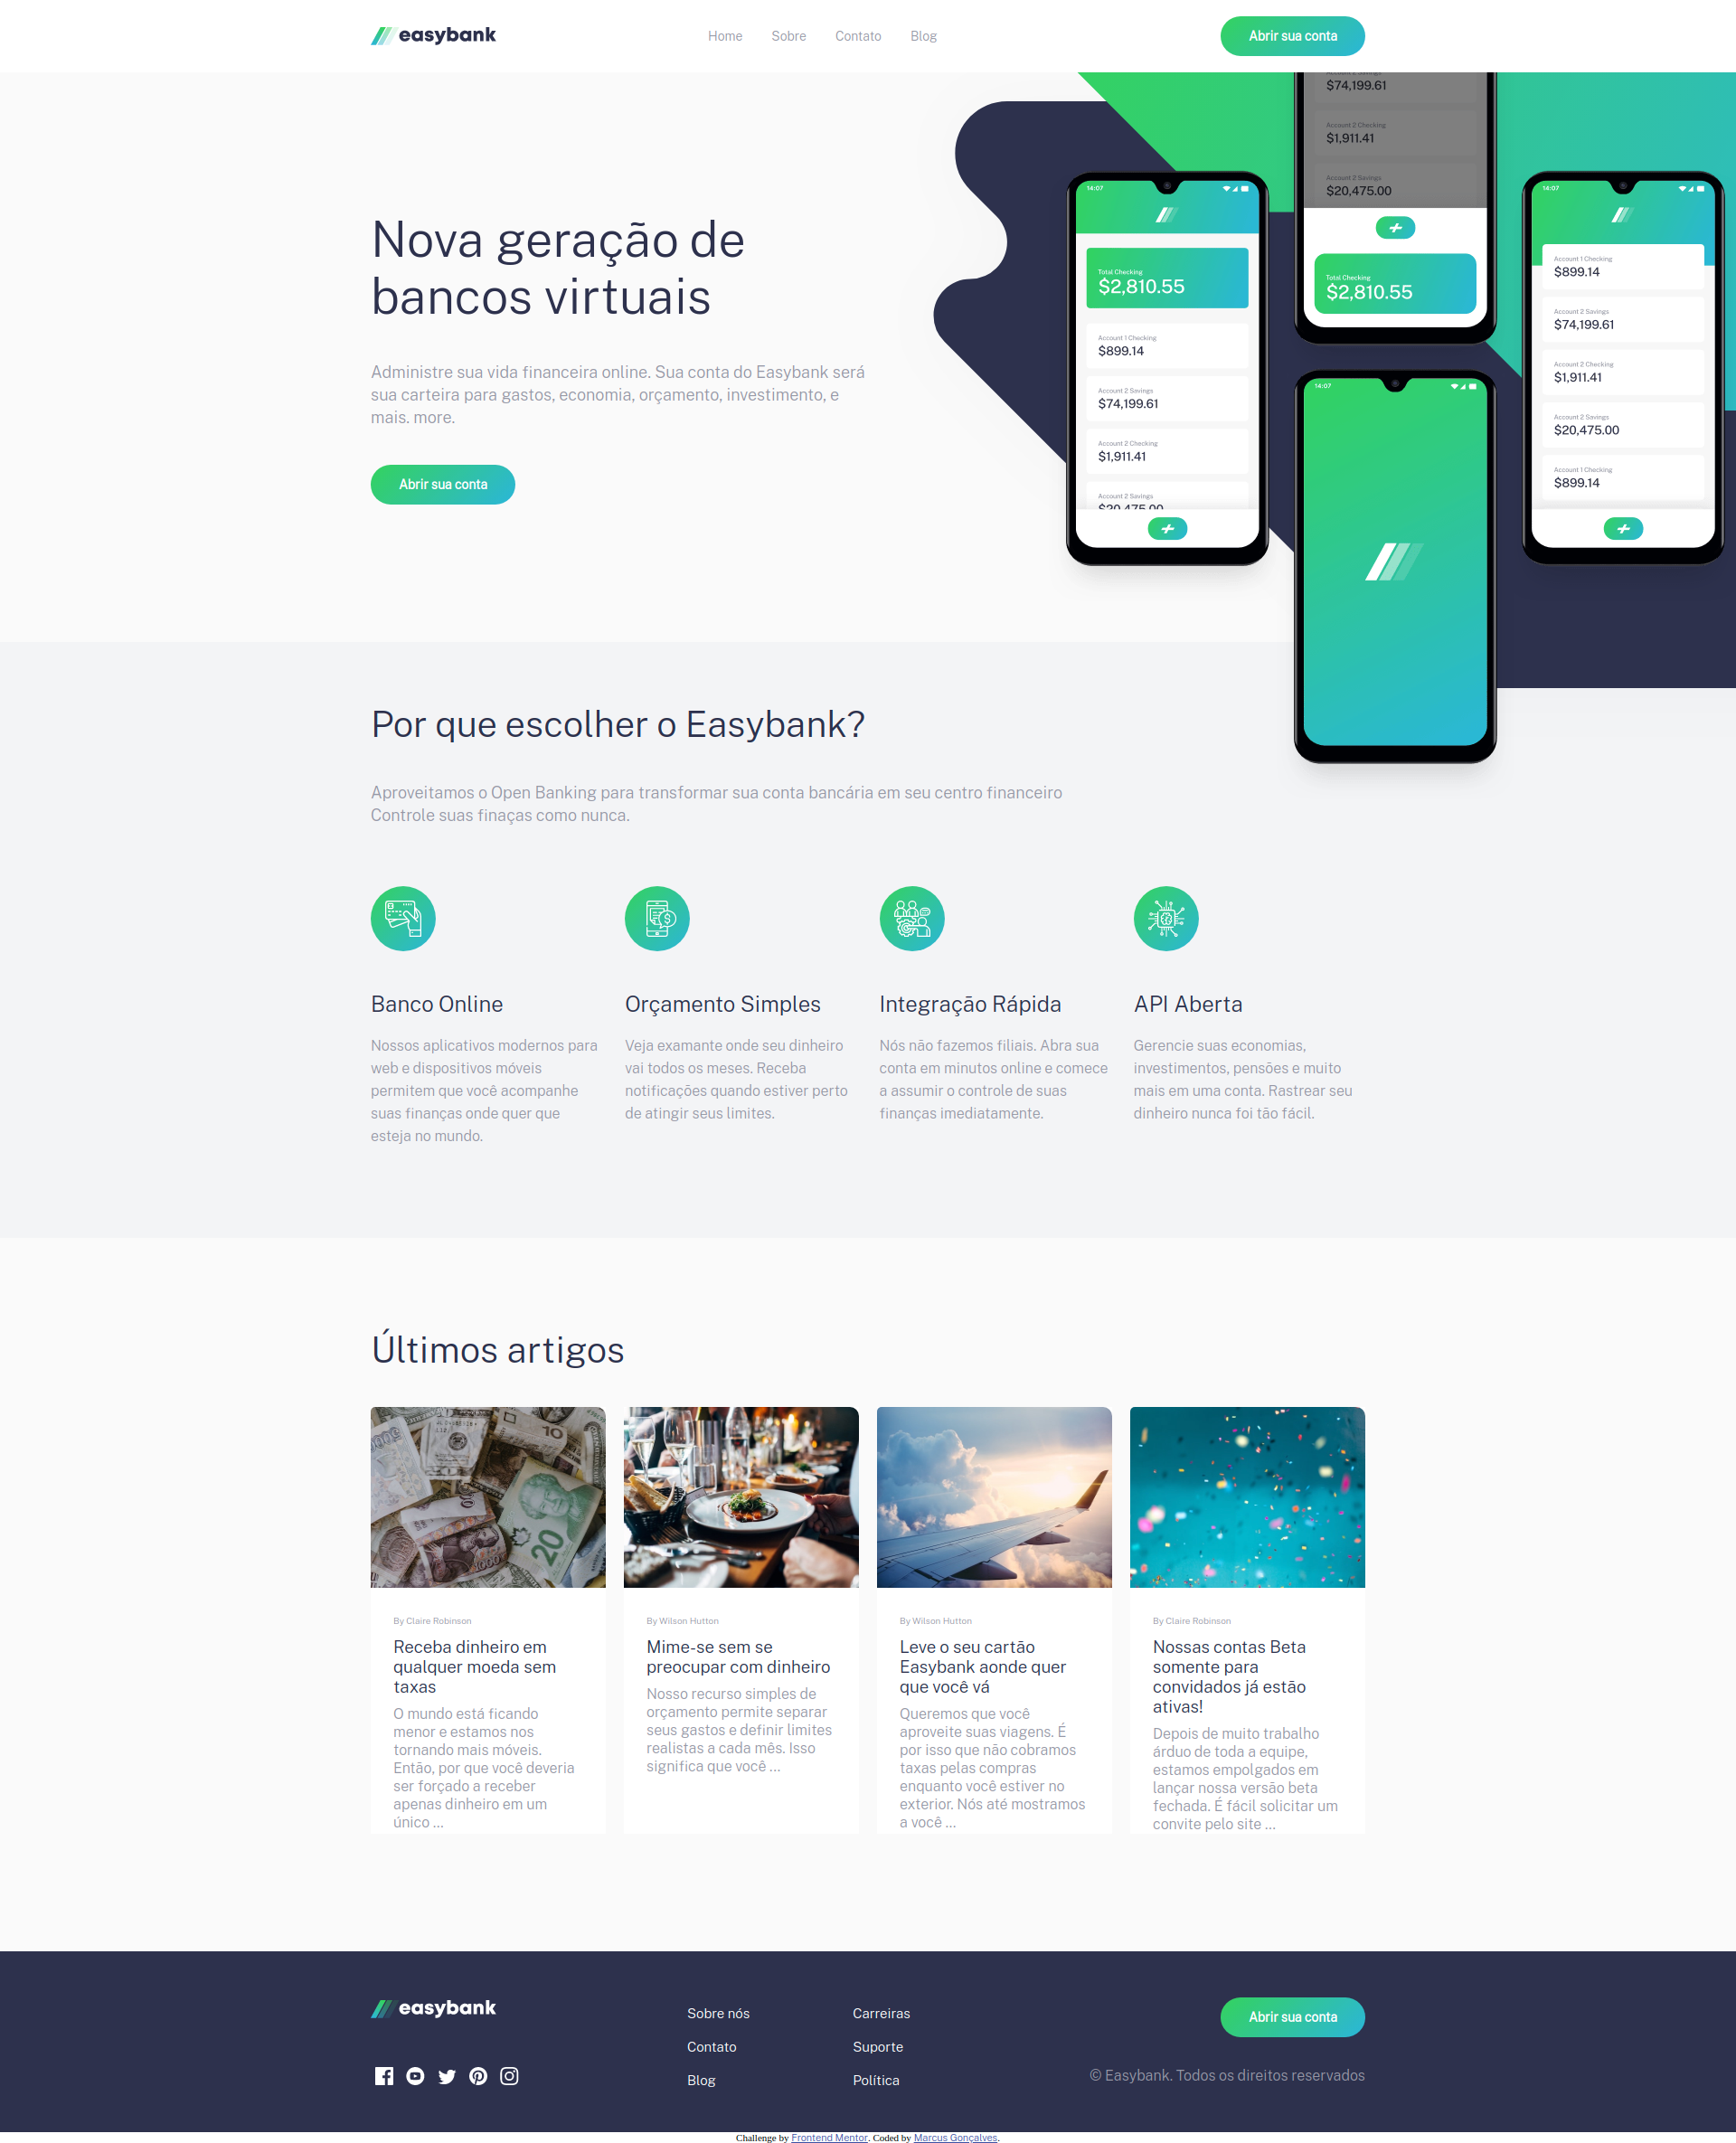 easybank
Home Sobre Contato Blog
Abrir sua conta
Nova geração de
bancos virtuais
Administre sua vida financeira online. Sua conta do Easybank será
sua carteira para gastos, economia, orçamento, investimento, e
mais. more.
Abrir sua conta
14:07
Total Checking
$2,810.55
Account 1 Checking
$899.14
Account 2 Savings
$74,199.61
Account 2 Checking
$1,911.41
Account 2 Savings
$20,475.00
$74,199.61
Account 2 Checking
$1,911.41
Account 2 Savings
$20,475.00
Total Checking
$2,810.55
14:07
14:07
Account 1 Checking
$899.14
Account 2 Savings
$74,199.61
Account 2 Checking
$1,911.41
Account 2 Savings
$20,475.00
Account 1 Checking
$899.14
Por que escolher o Easybank?
Aproveitamos o Open Banking para transformar sua conta bancária em seu centro financeiro
Controle suas finaças como nunca.
Banco Online
Nossos aplicativos modernos para
web e dispositivos móveis
permitem que você acompanhe
suas finanças onde quer que
esteja no mundo.
Orçamento Simples
Veja examante onde seu dinheiro
vai todos os meses. Receba
notificações quando estiver perto
de atingir seus limites.
Integração Rápida
Nós não fazemos filiais. Abra sua
conta em minutos online e comece
a assumir o controle de suas
finanças imediatamente.
API Aberta
Gerencie suas economias,
investimentos, pensões e muito
mais em uma conta. Rastrear seu
dinheiro nunca foi tão fácil.
Últimos artigos
By Claire Robinson
Receba dinheiro em
qualquer moeda sem
taxas
O mundo está ficando
menor e estamos nos
tornando mais móveis.
Então, por que você deveria
ser forçado a receber
apenas dinheiro em um
único ...
By Wilson Hutton
Mime-se sem se
preocupar com dinheiro
Nosso recurso simples de
orçamento permite separar
seus gastos e definir limites
realistas a cada mês. Isso
significa que você ...
By Wilson Hutton
Leve o seu cartão
Easybank aonde quer
que você vá
Queremos que você
aproveite suas viagens. É
por isso que não cobramos
taxas pelas compras
enquanto você estiver no
exterior. Nós até mostramos
a você ...
By Claire Robinson
Nossas contas Beta
somente para
convidados já estão
ativas!
Depois de muito trabalho
árduo de toda a equipe,
estamos empolgados em
lançar nossa versão beta
fechada. É fácil solicitar um
convite pelo site ...
easybank
Sobre nós
Contato
Blog
Carreiras
Suporte
Política
Abrir sua conta
© Easybank. Todos os direitos reservados
Challenge by Frontend Mentor. Coded by Marcus Gonçalves.